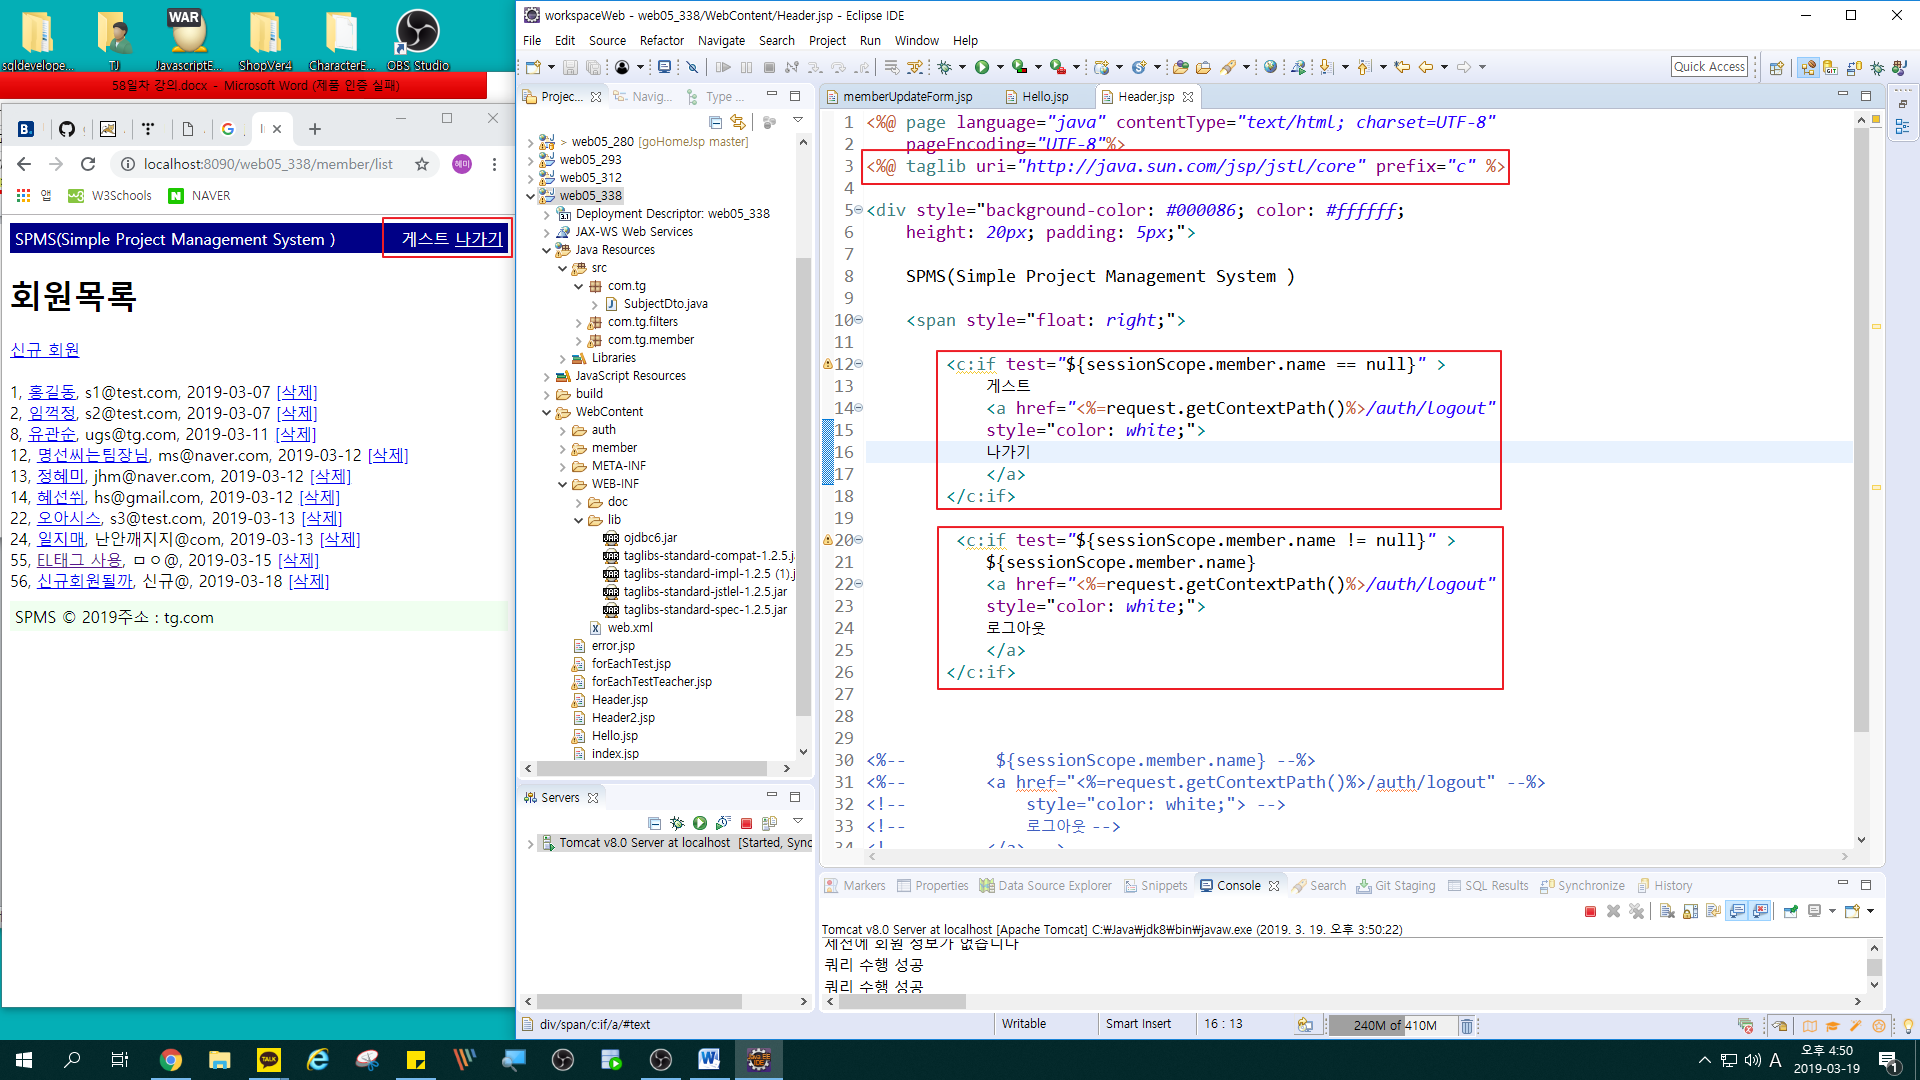 WAR
sqldevelope...
TJ
JavascriptE...
ShopVer4
CharacterE...
OBS Studio
58일차 강의.docx - Microsoft Word (제품 인증 실패)
localhost:8090/web05_338/member/list
혜미
앱
W3Schools
NAVER
SPMS(Simple Project Management System )
게스트 나가기
회원목록
신규 회원
1, 홍길동, s1@test.com, 2019-03-07 [삭제]
2, 임꺽정, s2@test.com, 2019-03-07 [삭제]
8, 유관순, ugs@tg.com, 2019-03-11 [삭제]
12, 명선씨는팀장님, ms@naver.com, 2019-03-12 [삭제]
13, 정혜미, jhm@naver.com, 2019-03-12 [삭제]
14, 혜선쒸, hs@gmail.com, 2019-03-12 [삭제]
22, 오아시스, s3@test.com, 2019-03-13 [삭제]
24, 일지매, 난안깨지지@com, 2019-03-13 [삭제]
55, EL태그 사용, ㅁㅇ@, 2019-03-15 [삭제]
56, 신규회원될까, 신규@, 2019-03-18 [삭제]
SPMS © 2019주소 : tg.com
workspaceWeb - web05_338/WebContent/Header.jsp - Eclipse IDE
File Edit Source Refactor Navigate Search Project Run Window Help
Quick Access
Projec...
Navig...
Type ...
> web05_280 [goHomeJsp master]
web05_293
web05_312
web05_338
Deployment Descriptor: web05_338
JAX-WS Web Services
Java Resources
src
com.tg
SubjectDto.java
com.tg.filters
com.tg.member
Libraries
JavaScript Resources
build
WebContent
auth
member
META-INF
WEB-INF
doc
lib
ojdbc6.jar
taglibs-standard-compat-1.2.5.j
taglibs-standard-impl-1.2.5 (1).j
taglibs-standard-jstlel-1.2.5.jar
taglibs-standard-spec-1.2.5.jar
web.xml
error.jsp
forEachTest.jsp
forEachTestTeacher.jsp
Header.jsp
Header2.jsp
Hello.jsp
index.jsp
Servers
Tomcat v8.0 Server at localhost [Started, Sync
memberUpdateForm.jsp
Hello.jsp
Header.jsp
1 <%@ page language="java" contentType="text/html; charset=UTF-8"
2 pageEncoding="UTF-8"%>
3 <%@ taglib uri="http://java.sun.com/jsp/jstl/core" prefix="c" %>
4
5 <div style="background-color: #000086; color: #ffffff;
6 height: 20px; padding: 5px;">
7
8 SPMS(Simple Project Management System )
9
10 <span style="float: right;">
11
12 <c:if test="${sessionScope.member.name == null}" >
13 게스트
14 <a href="<%=request.getContextPath()%>/auth/logout"
15 style="color: white;">
16 나가기
17 </a>
18 </c:if>
19
20 <c:if test="${sessionScope.member.name != null}" >
21 ${sessionScope.member.name}
22 <a href="<%=request.getContextPath()%>/auth/logout"
23 style="color: white;">
24 로그아웃
25 </a>
26 </c:if>
27
28
29
30 <%-- ${sessionScope.member.name} --%>
31 <%-- <a href="<%=request.getContextPath()%>/auth/logout" --%>
32 <!-- style="color: white;"> -->
33 <!-- 로그아웃 -->
34 <!-- </a> -->
Markers
Properties
Data Source Explorer
Snippets
Console
Search
Git Staging
SQL Results
Synchronize
History
Tomcat v8.0 Server at localhost [Apache Tomcat] C:₩Java₩jdk8₩bin₩javaw.exe (2019. 3. 19. 오후 3:50:22)
세션에 회원 정보가 없습니다
쿼리 수행 성공
쿼리 수행 성공
div/span/c:if/a/#text
Writable
Smart Insert
16 : 13
240M of 410M
TALK
A
오후 4:50
2019-03-19
1